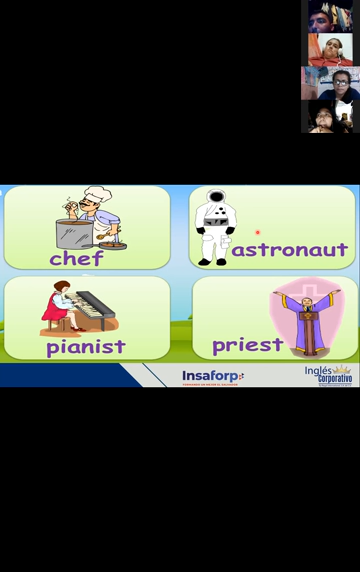 chef
astronaut
pianist
priest
Insaforp
Inglés
Corporativo